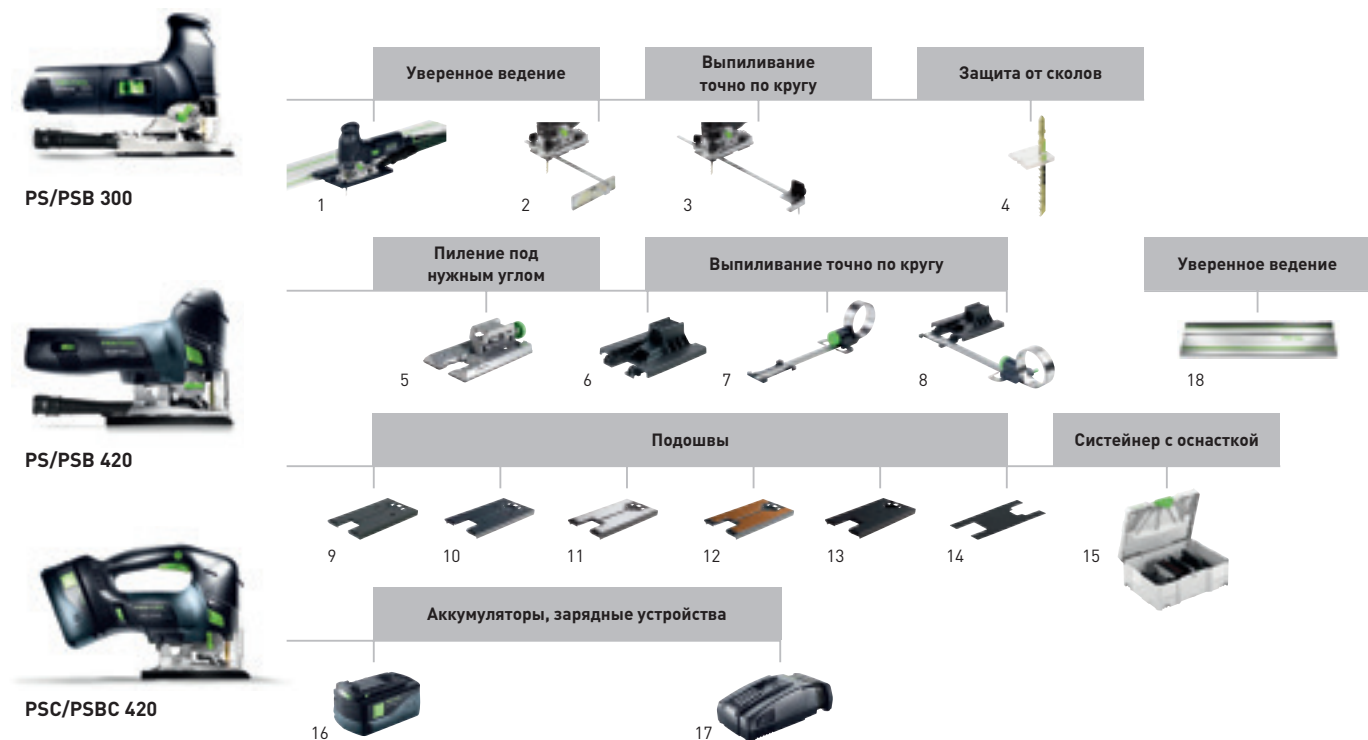 Уверенное ведение
Выпиливание
точно по кругу
Защита от сколов
PS/PSB 300
1
2
3
4
Пиление под
нужным углом
Выпиливание точно по кругу
Уверенное ведение
5
6
7
8
18
PS/PSB 420
Подошвы
Систейнер с оснасткой
9
10
11
12
13
14
15
Аккумуляторы, зарядные устройства
PSC/PSBC 420
16
17